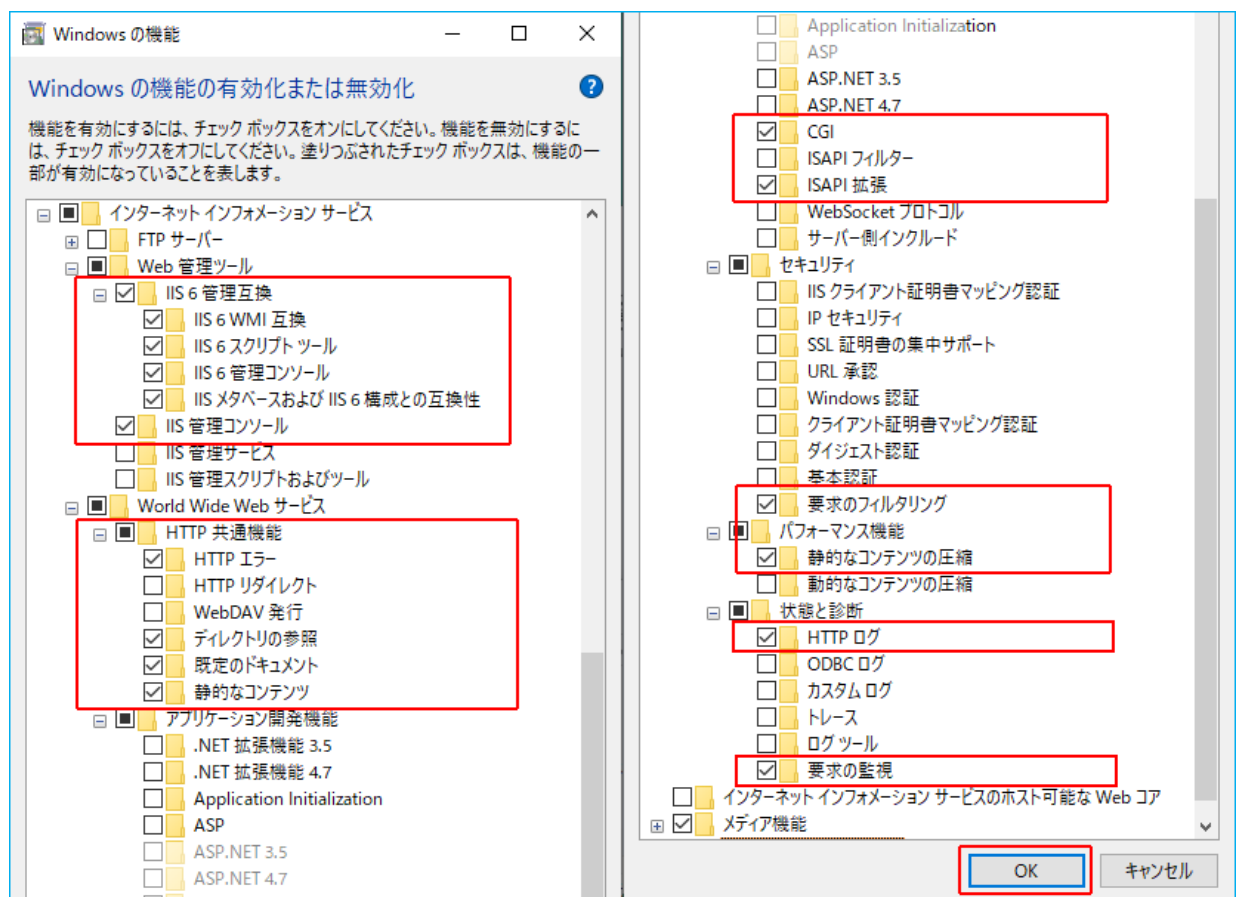 Windows の機能
Windows の機能の有効化または無効化
機能を有効にするには、チェック ボックスをオンにしてください。機能を無効にするに
は、チェック ボックスをオフにしてください。塗りつぶされたチェック ボックスは、機能の一
部が有効になっていることを表します。
インターネット インフォメーション サービス
FTP サーバー
Web 管理ツール
IIS 6 管理互換
IIS 6 WMI 互換
IIS 6 スクリプト ツール
IIS 6 管理コンソール
IIS メタベースおよび IIS 6 構成との互換性
IIS 管理コンソール
IIS 管理サービス
IIS 管理スクリプトおよびツール
World Wide Web サービス
HTTP 共通機能
HTTP エラー
HTTP リダイレクト
WebDAV 発行
ディレクトリの参照
既定のドキュメント
静的なコンテンツ
アプリケーション開発機能
.NET 拡張機能 3.5
.NET 拡張機能 4.7
Application Initialization
ASP
ASP.NET 3.5
ASP.NET 4.7
Application Initialization
ASP
ASP.NET 3.5
ASP.NET 4.7
CGI
ISAPI フィルター
ISAPI 拡張
WebSocket プロトコル
サーバー側インクルード
セキュリティ
IIS クライアント証明書マッピング認証
IP セキュリティ
SSL 証明書の集中サポート
URL 承認
Windows 認証
クライアント証明書マッピング認証
ダイジェスト認証
基本認証
要求のフィルタリング
パフォーマンス機能
静的なコンテンツの圧縮
動的なコンテンツの圧縮
状態と診断
HTTP ログ
ODBC ログ
カスタム ログ
トレース
ログ ツール
要求の監視
インターネット インフォメーション サービスのホスト可能な Web コア
メディア機能
OK
キャンセル